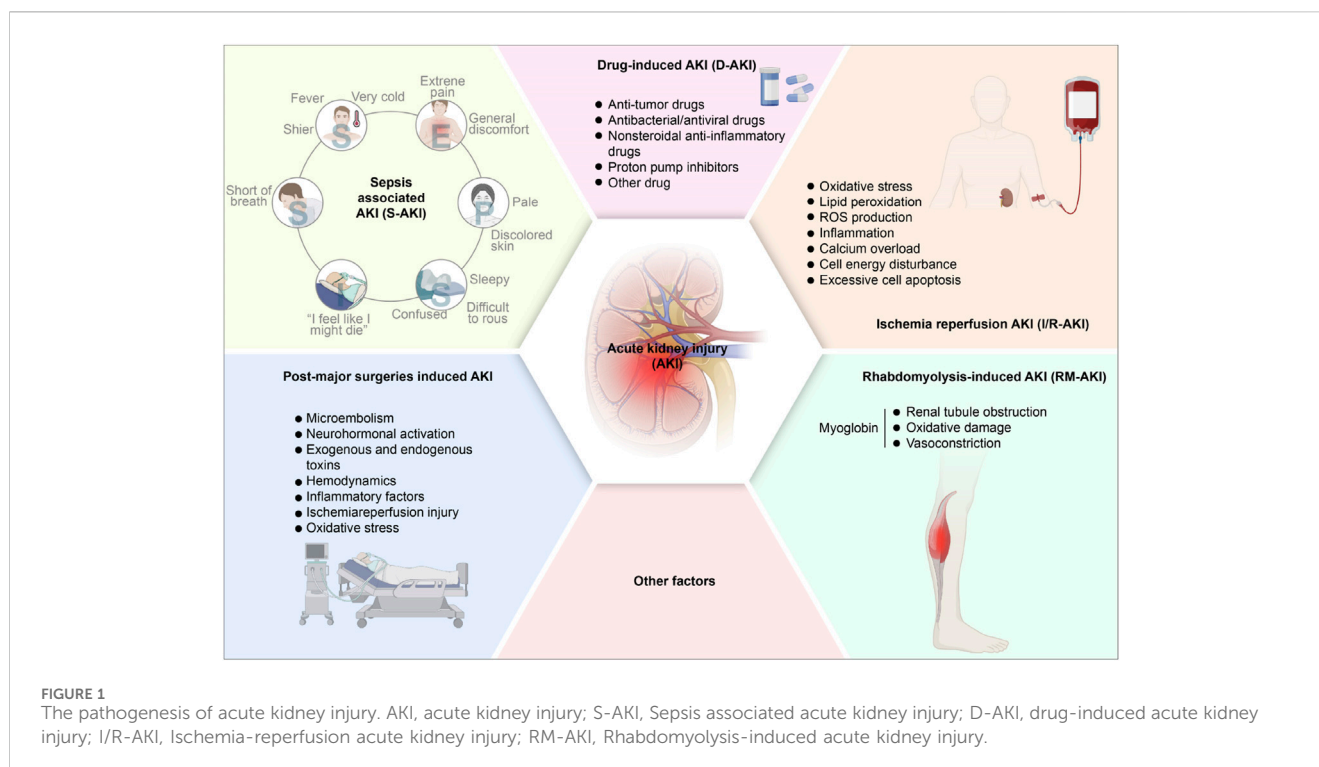 Fever
Very cold
Extrene
pain
Shier
General
discomfort
Short of
breath
Sepsis
associated
AKI (S-AKI)
Pale
Discolored
skin
Sleepy
Difficult
to rous
Confused
"I feel like I
might die"
S
E
P
S
I
S
Drug-induced AKI (D-AKI)
● Anti-tumor drugs
● Antibacterial/antiviral drugs
● Nonsteroidal anti-inflammatory
drugs
● Proton pump inhibitors
● Other drug
● Oxidative stress
● Lipid peroxidation
● ROS production
● Inflammation
● Calcium overload
● Cell energy disturbance
● Excessive cell apoptosis
Ischemia reperfusion AKI (I/R-AKI)
Acute kidney injury
(AKI)
Post-major surgeries induced AKI
● Microembolism
● Neurohormonal activation
● Exogenous and endogenous
toxins
● Hemodynamics
● Inflammatory factors
● Ischemiareperfusion injury
● Oxidative stress
Other factors
Rhabdomyolysis-induced AKI (RM-AKI)
Myoglobin
● Renal tubule obstruction
● Oxidative damage
● Vasoconstriction
FIGURE 1
The pathogenesis of acute kidney injury. AKI, acute kidney injury; S-AKI, Sepsis associated acute kidney injury; D-AKI, drug-induced acute kidney
injury; I/R-AKI, Ischemia-reperfusion acute kidney injury; RM-AKI, Rhabdomyolysis-induced acute kidney injury.